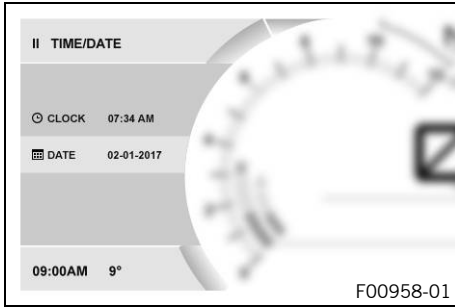 II TIME/DATE
CLOCK 07:34 AM
DATE 02-01-2017
09:00AM 9°
F00958-01